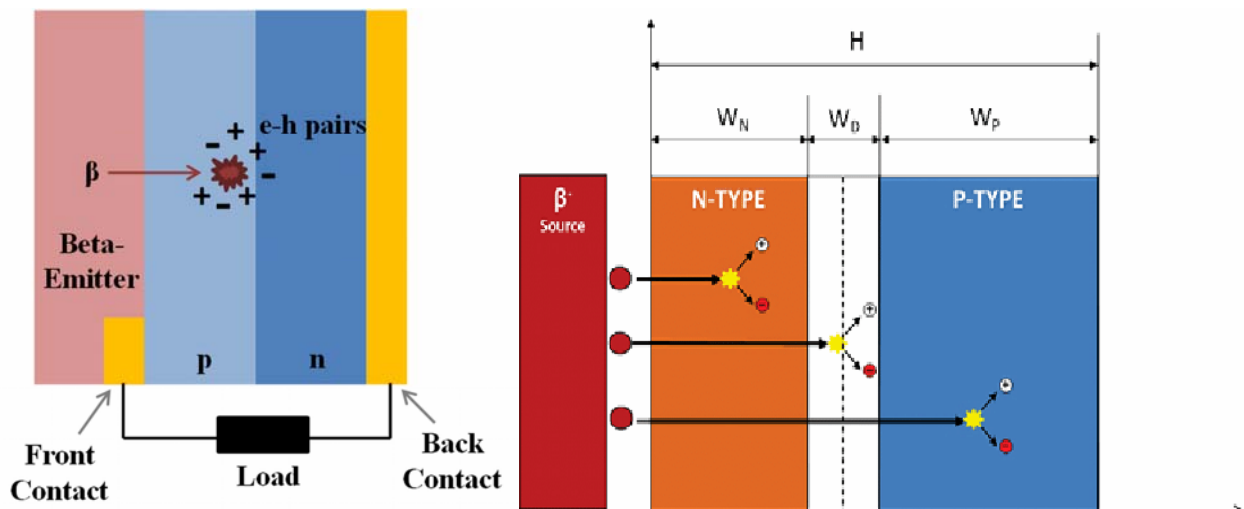 e-h pairs
+
-
+
+
β
-
+
-
+
Beta-
Emitter
p
n
Front
Contact
Load
Back
Contact
H
W_N
W_D
W_P
β-
Source
N-TYPE
P-TYPE
+
-
+
-
+
-